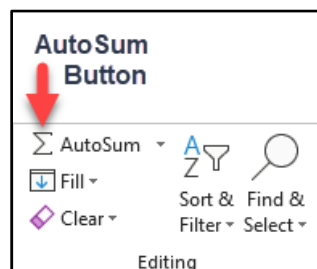 AutoSum
Button
∑ AutoSum
Fill
Clear
A
Z
Sort &
Filter
Find &
Select
Editing